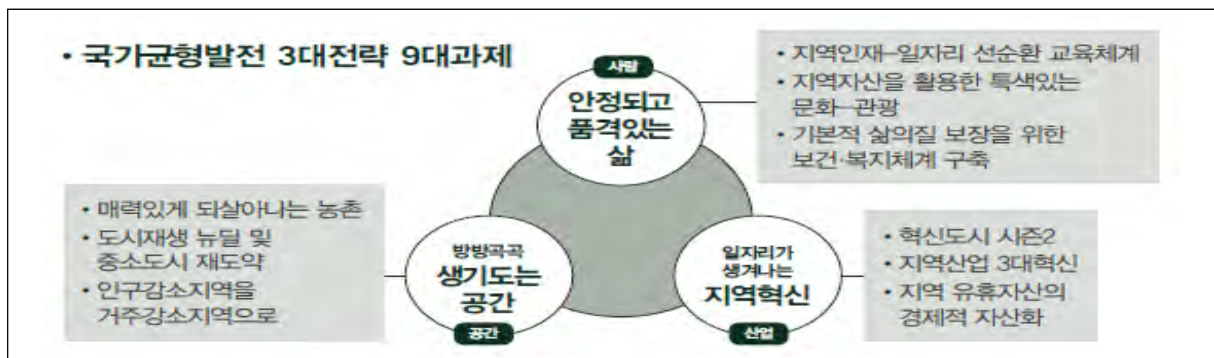 • 국가균형발전 3대전략 9대과제
사람
안정되고
품격있는
삶
• 지역인재-일자리 선순환 교육체계
• 지역자산을 활용한 특색있는
문화-관광
• 기본적 삶의질 보장을 위한
보건·복지체계 구축
• 매력있게 되살아나는 농촌
• 도시재생 뉴딜 및
중소도시 재도약
• 인구감소지역을
거주강소지역으로
방방곡곡
생기도는
공간
공간
일자리가
생겨나는
지역혁신
산업
• 혁신도시 시즌2
• 지역산업 3대혁신
• 지역 유휴자산의
경제적 자산화